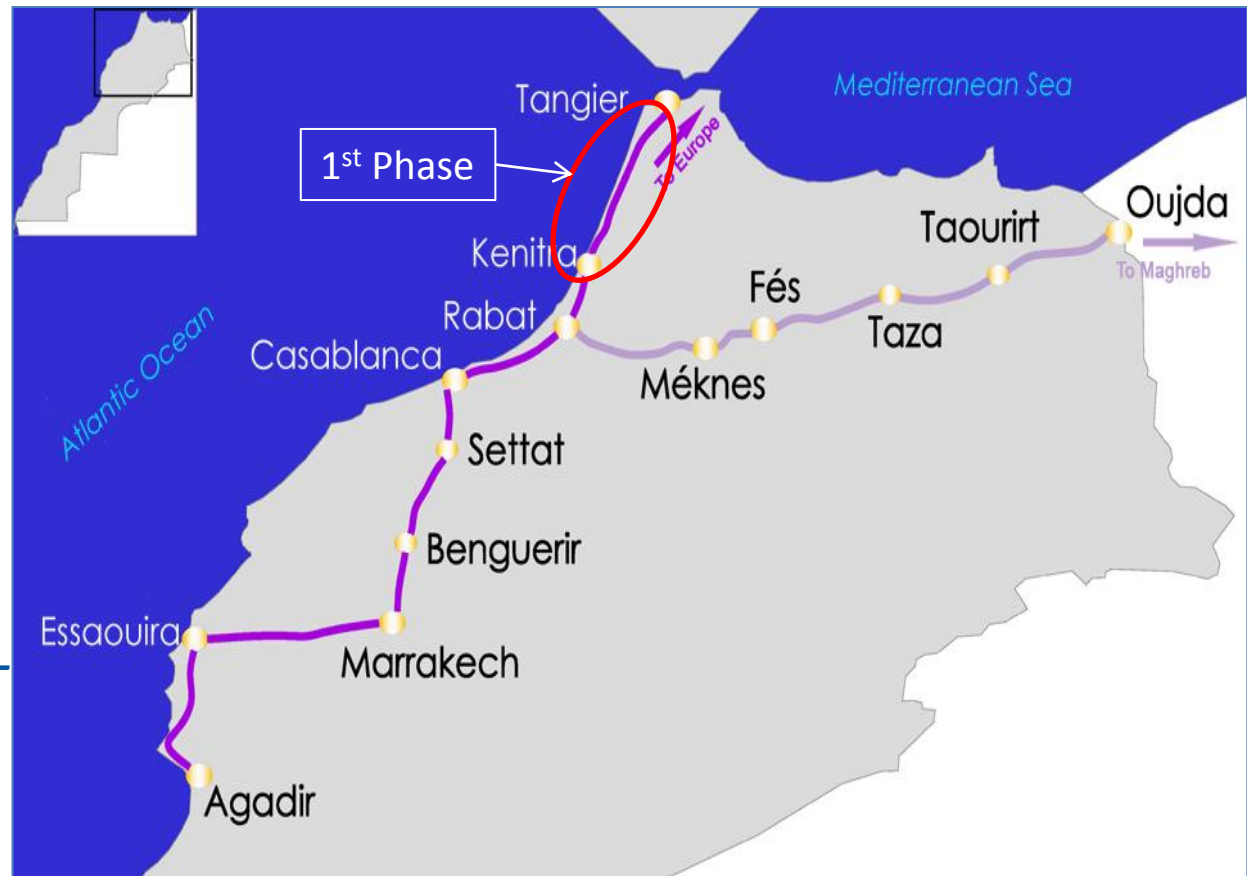 Mediterranean Sea
Tangier
1st Phase
To Europe
Oujda
Taourirt
To Maghreb
Kenitra
Fés
Rabat
Taza
Casablanca
Méknes
Atlantic Ocean
Settat
Benguerir
Essaouira
Marrakech
Agadir